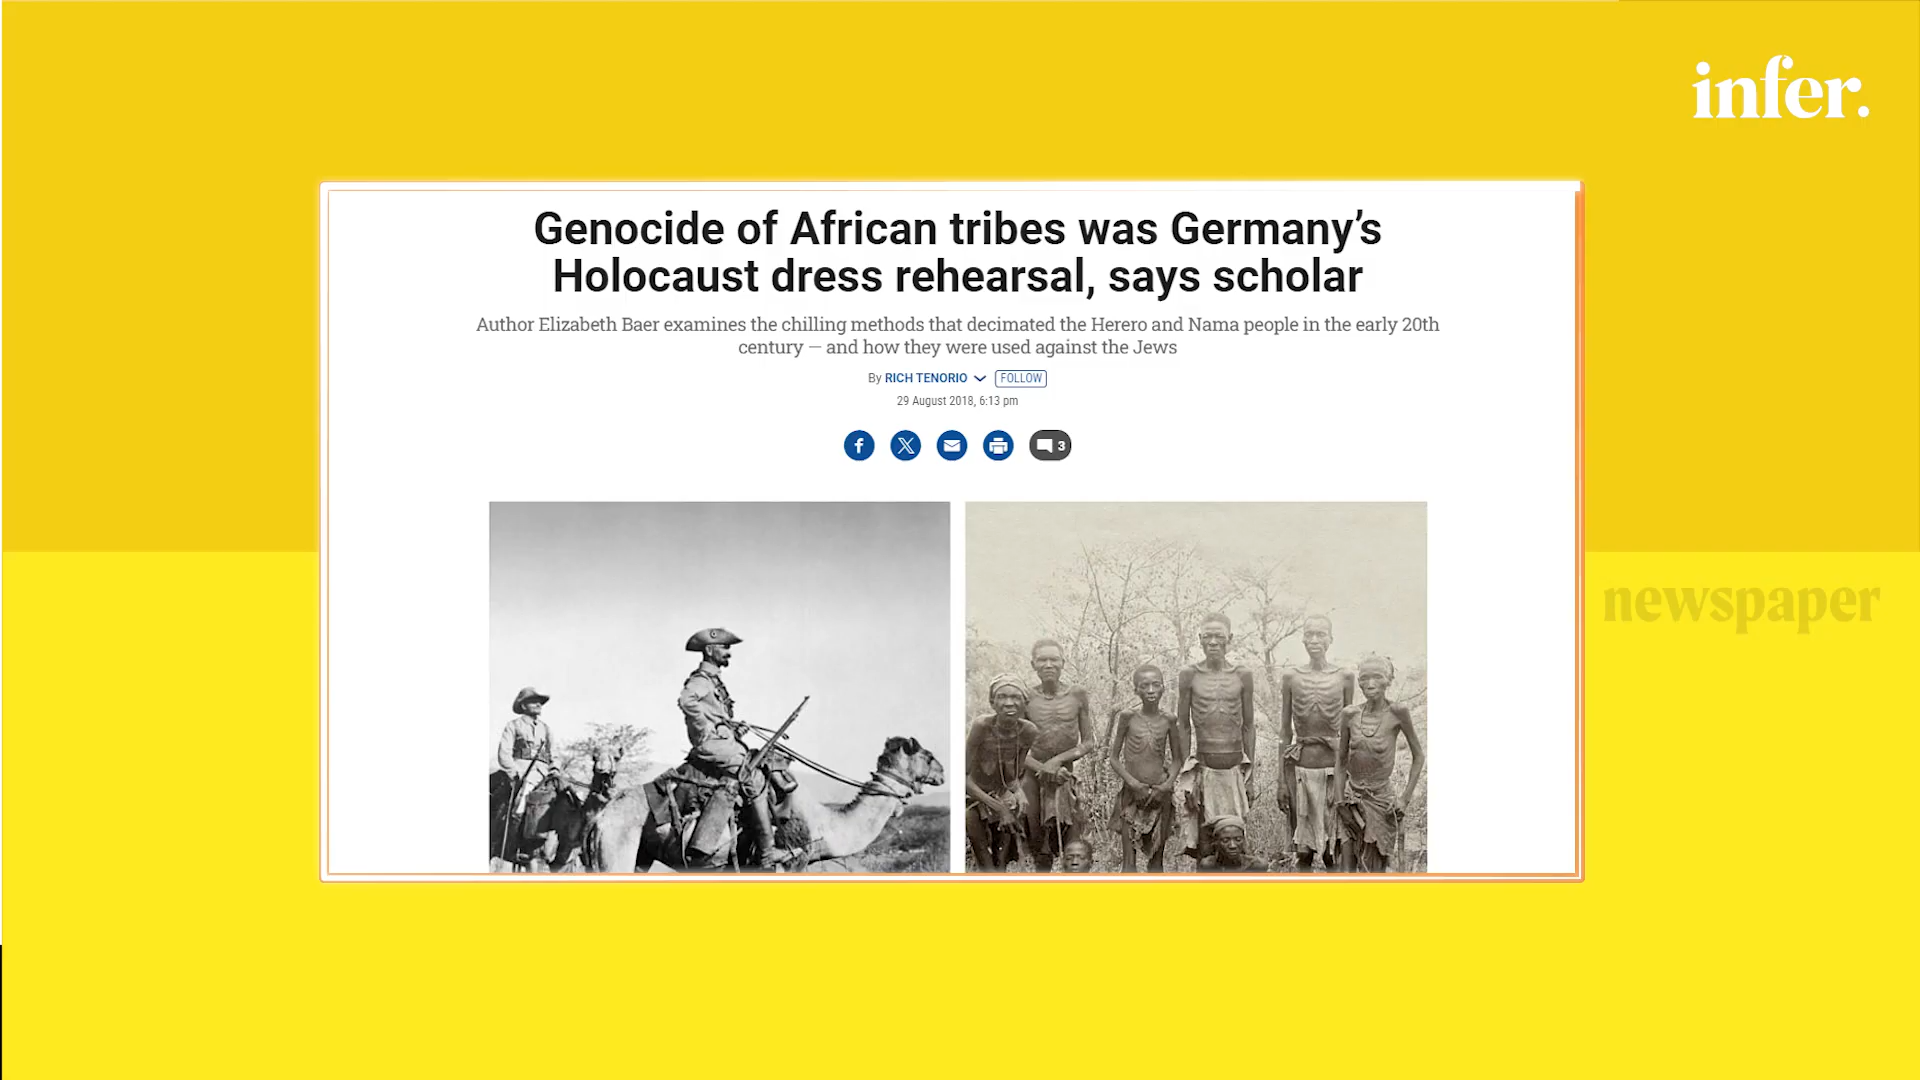 infer.
Genocide of African tribes was Germany’s
Holocaust dress rehearsal, says scholar
Author Elizabeth Baer examines the chilling methods that decimated the Herero and Nama people in the early 20th
century — and how they were used against the Jews
By RICH TENORIO FOLLOW
29 August 2018, 6:13 pm
3
newspaper